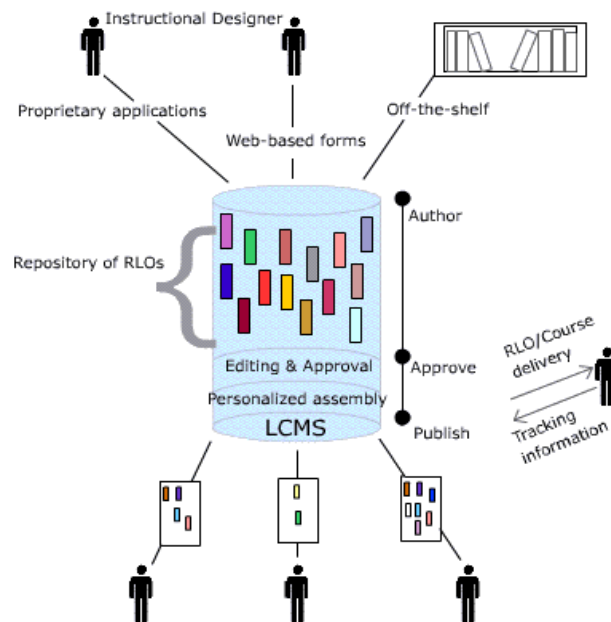 Instructional Designer
Proprietary applications
Web-based forms
Off-the-shelf
Author
Repository of RLOs
Editing & Approval
Approve
Personalized assembly
LCMS
Publish
RLO/Course
delivery
Tracking
information